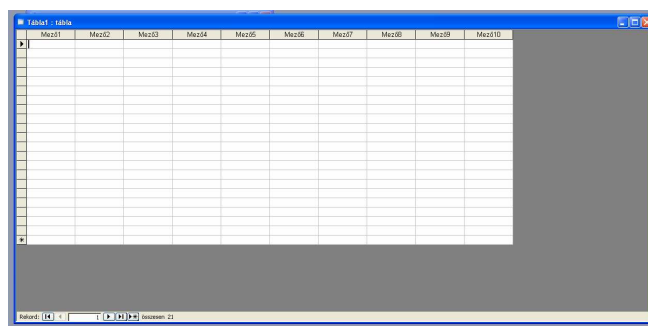 Tábla1 : tábla
Mező1 Mező2 Mező3 Mező4 Mező5 Mező6 Mező7 Mező8 Mező9 Mező10
Rekord: 1 összesen 21